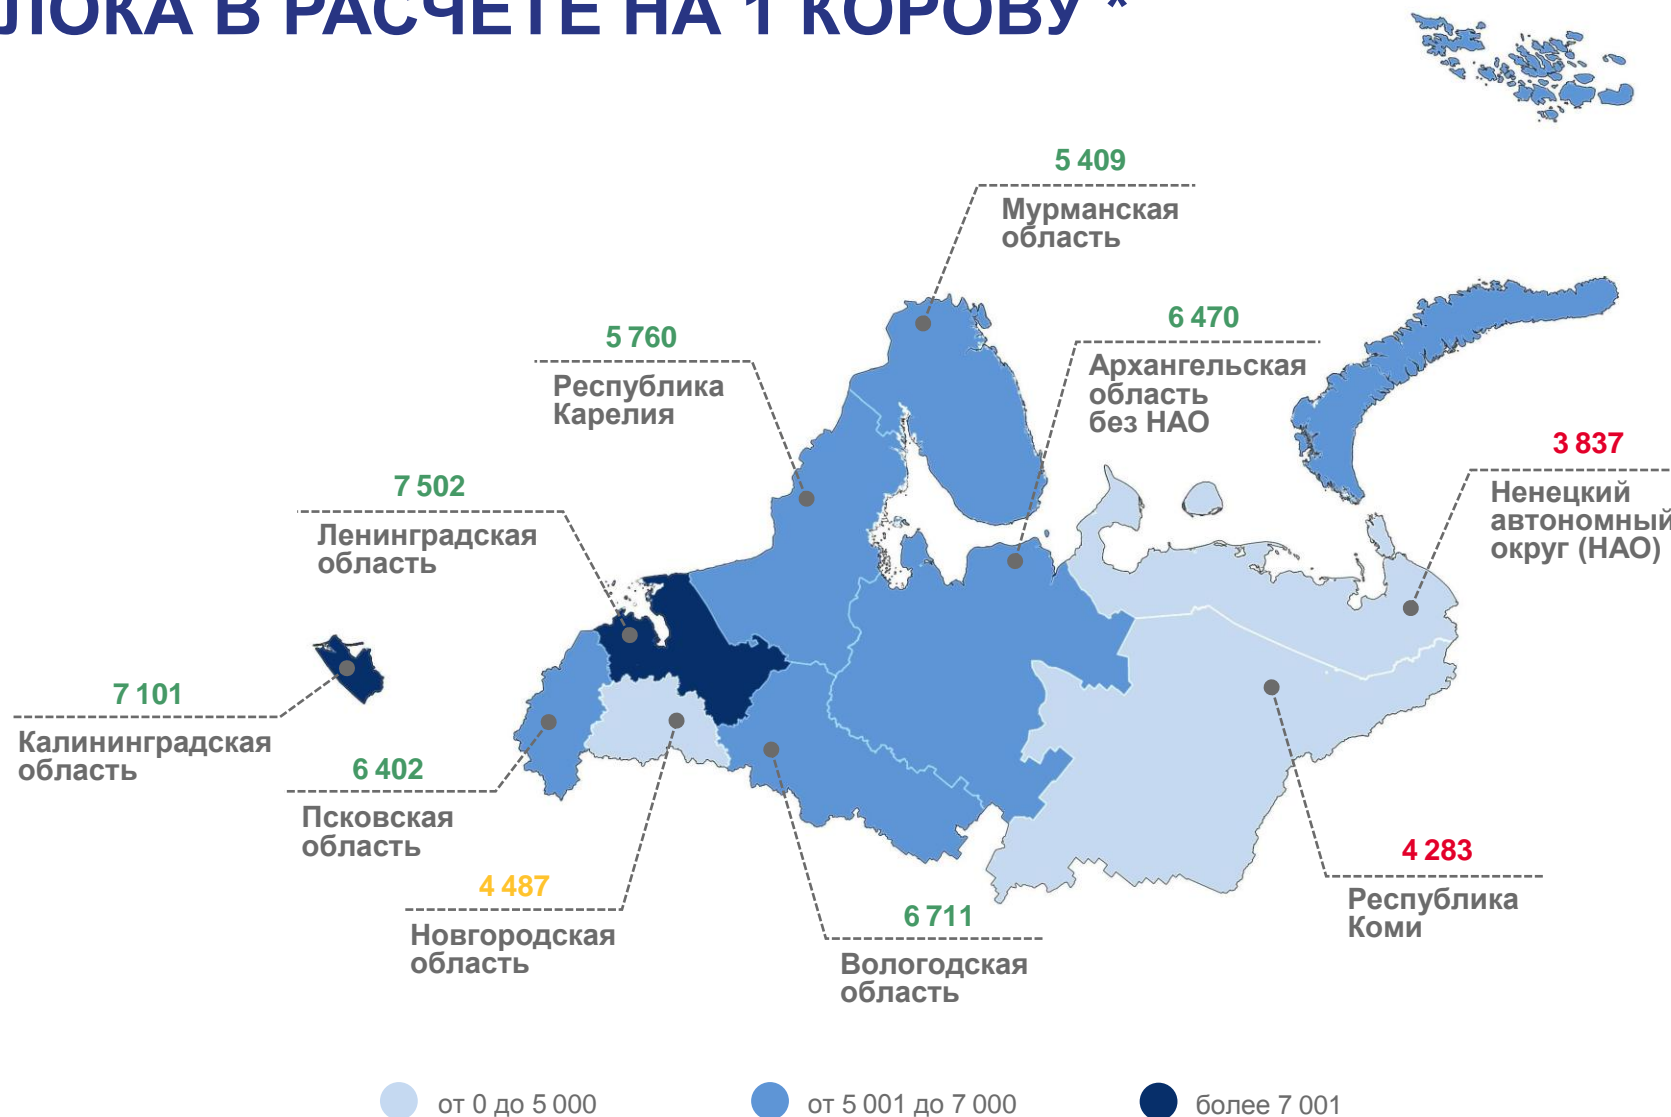 ЛОКА В РАСЧЕТЕ НА 1 КОРОВУ *
5 409
Мурманская
область
5 760
Республика
Карелия
6 470
Архангельская
область
без НАО
3 837
Ненецкий
автономный
округ (НАО)
7 502
Ленинградская
область
7 101
Калининградская
область
6 402
Псковская
область
4 487
Новгородская
область
6 711
Вологодская
область
4 283
Республика
Коми
от 0 до 5 000
от 5 001 до 7 000
более 7 001